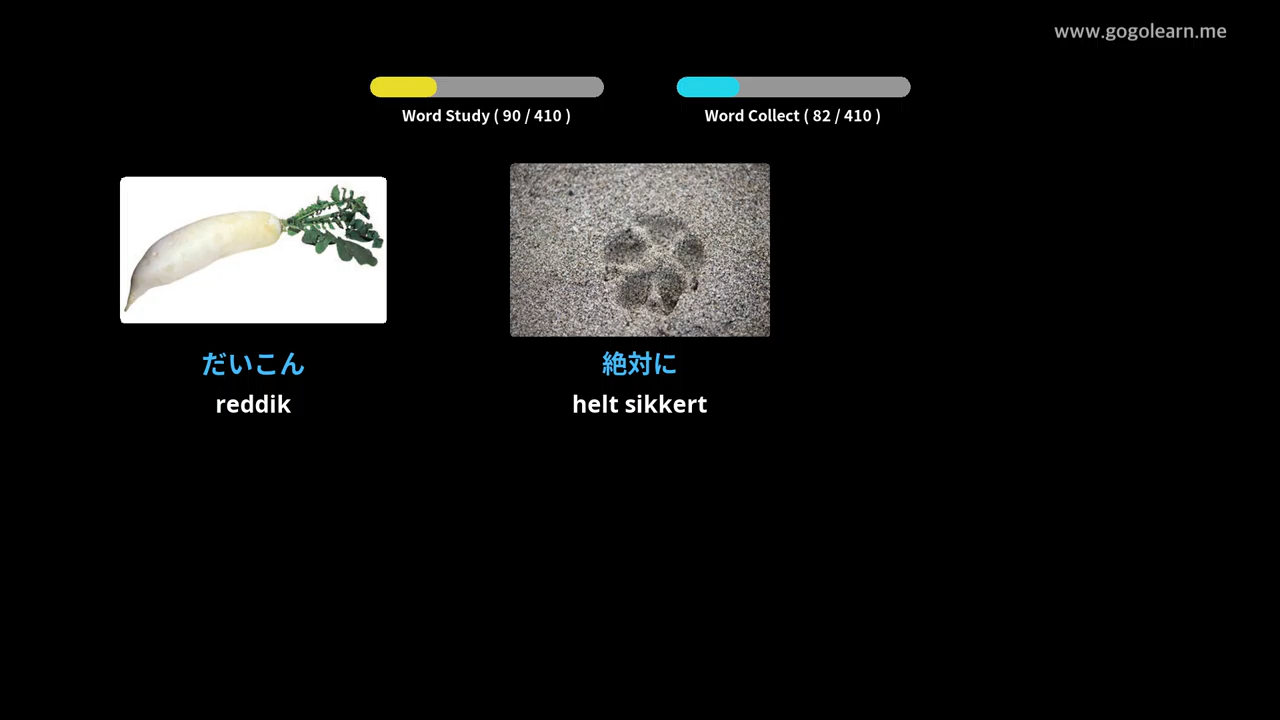 www.gogolearn.me
Word Study ( 90 / 410 )
Word Collect ( 82 / 410 )
だいこん
reddik
絶対に
helt sikkert